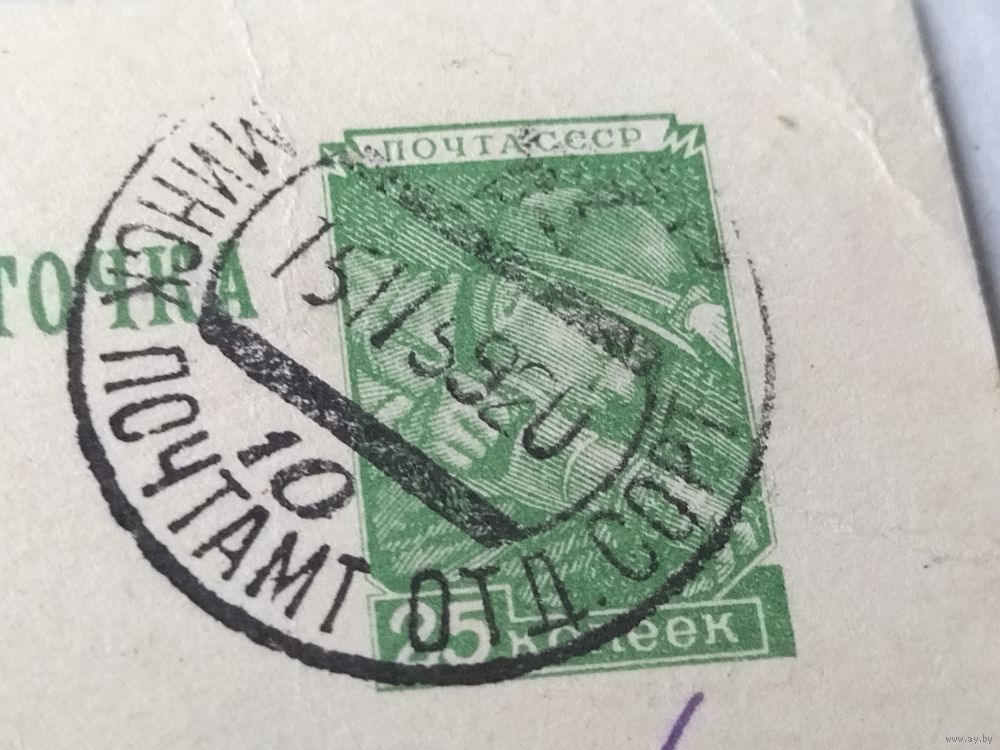 ПОЧТА СССР
ТОЧКА
МИНСК ПОЧТАМТ ОТД. СОРТ
10
25 копеек
www.ay.by